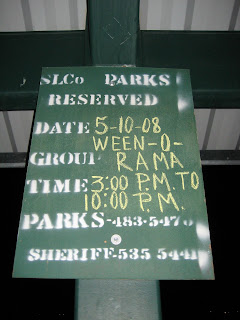 SLCo PARKS
RESERVED
DATE 5-10-08
WEEN-O-
GROUP RAMA
TIME 3:00 P.M. TO
10:00 P.M.
PARKS-483-5470
SHERIFF-535 5441